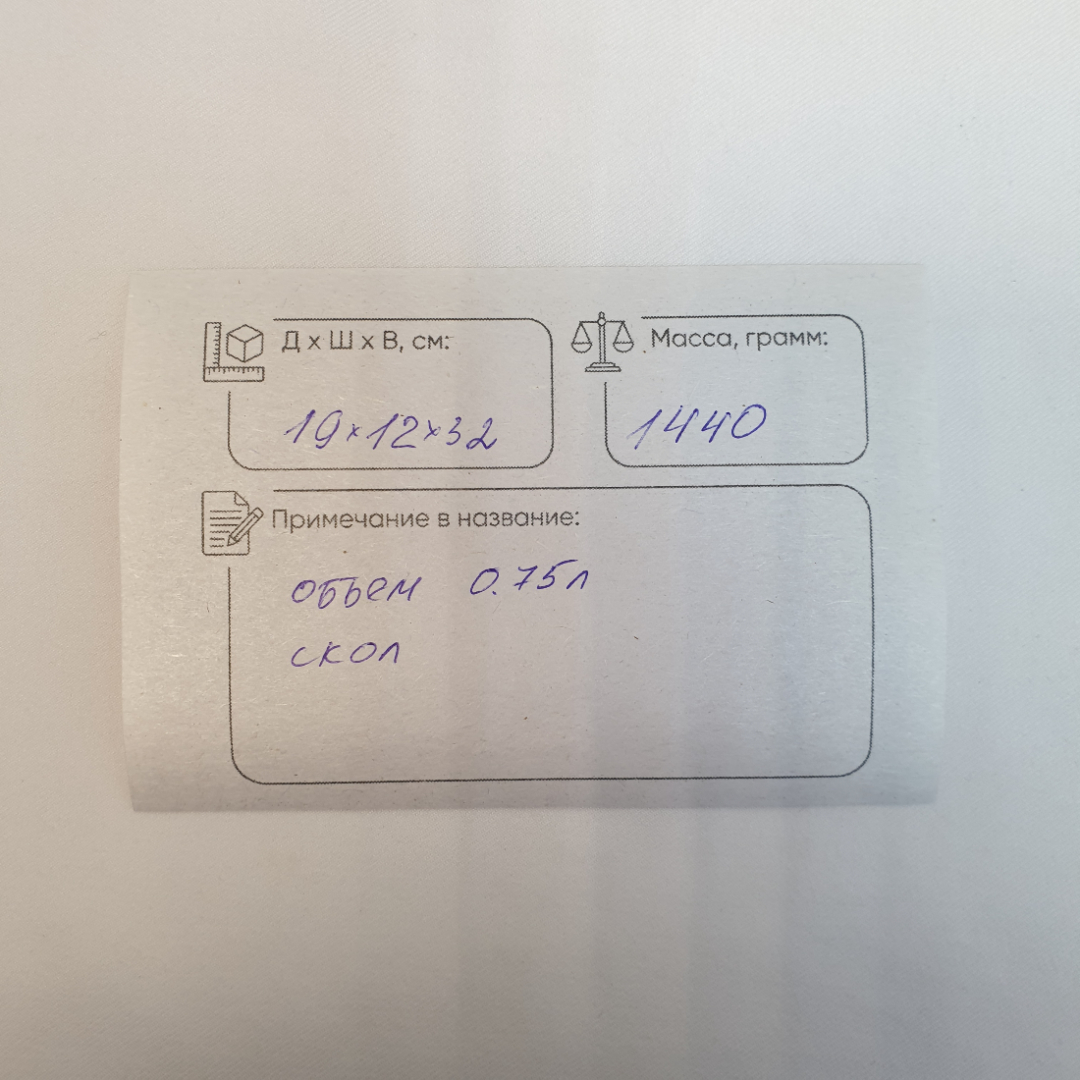 Д х Ш х В, см:
19×12×32
Масса, грамм:
1440
Примечание в название:
объем 0.75л
скол